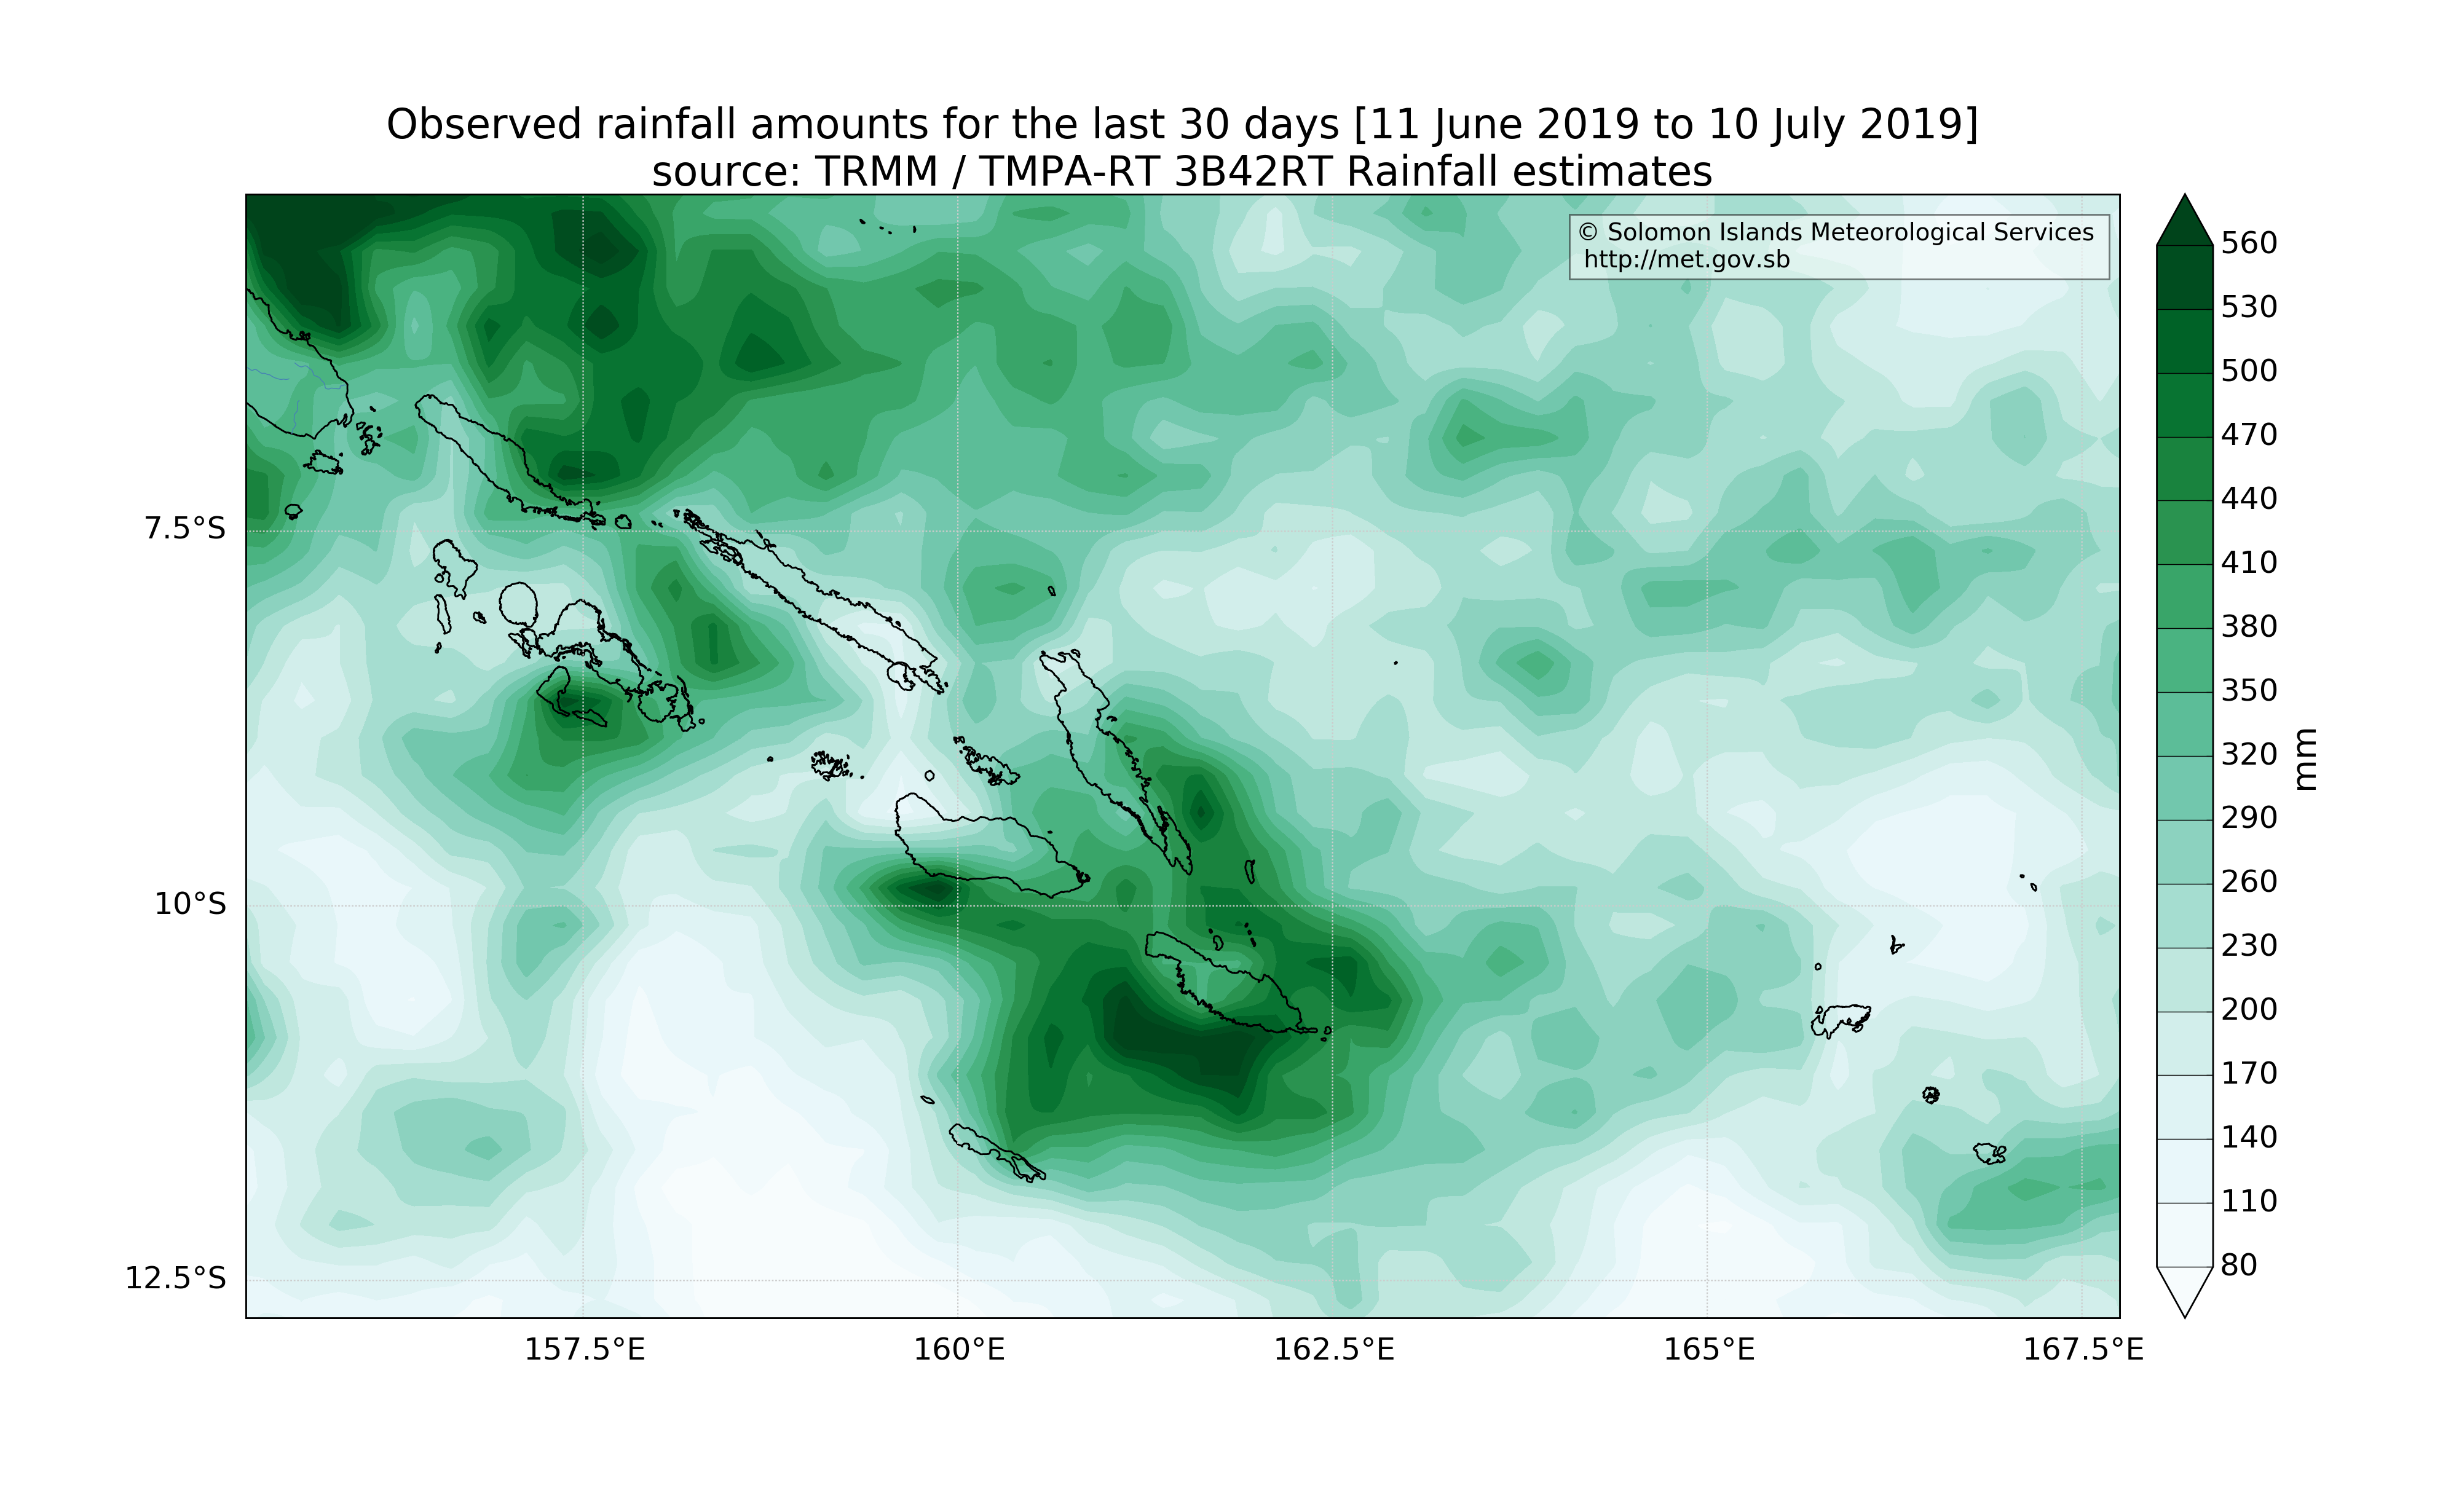 Observed rainfall amounts for the last 30 days [11 June 2019 to 10 July 2019]
source: TRMM / TMPA-RT 3B42RT Rainfall estimates
© Solomon Islands Meteorological Services
http://met.gov.sb
7.5°S
10°S
12.5°S
157.5°E
160°E
162.5°E
165°E
167.5°E
560
530
500
470
440
410
380
350
320
290
260
230
200
170
140
110
80
mm